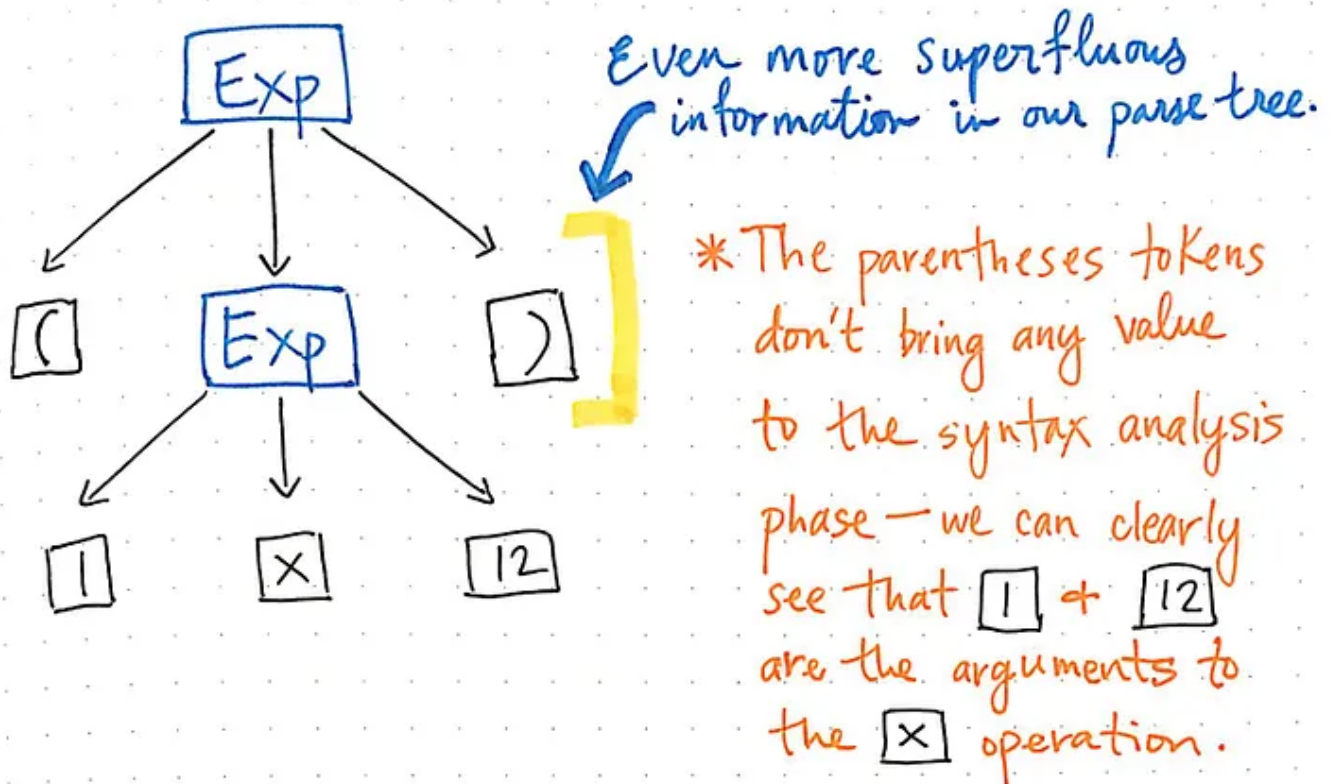 Exp
Even more superfluous
information in our parse tree.
( Exp )
1 x 12
* The parentheses tokens
don't bring any value
to the syntax analysis
phase — we can clearly
see that 1 + 12
are the arguments to
the x operation.